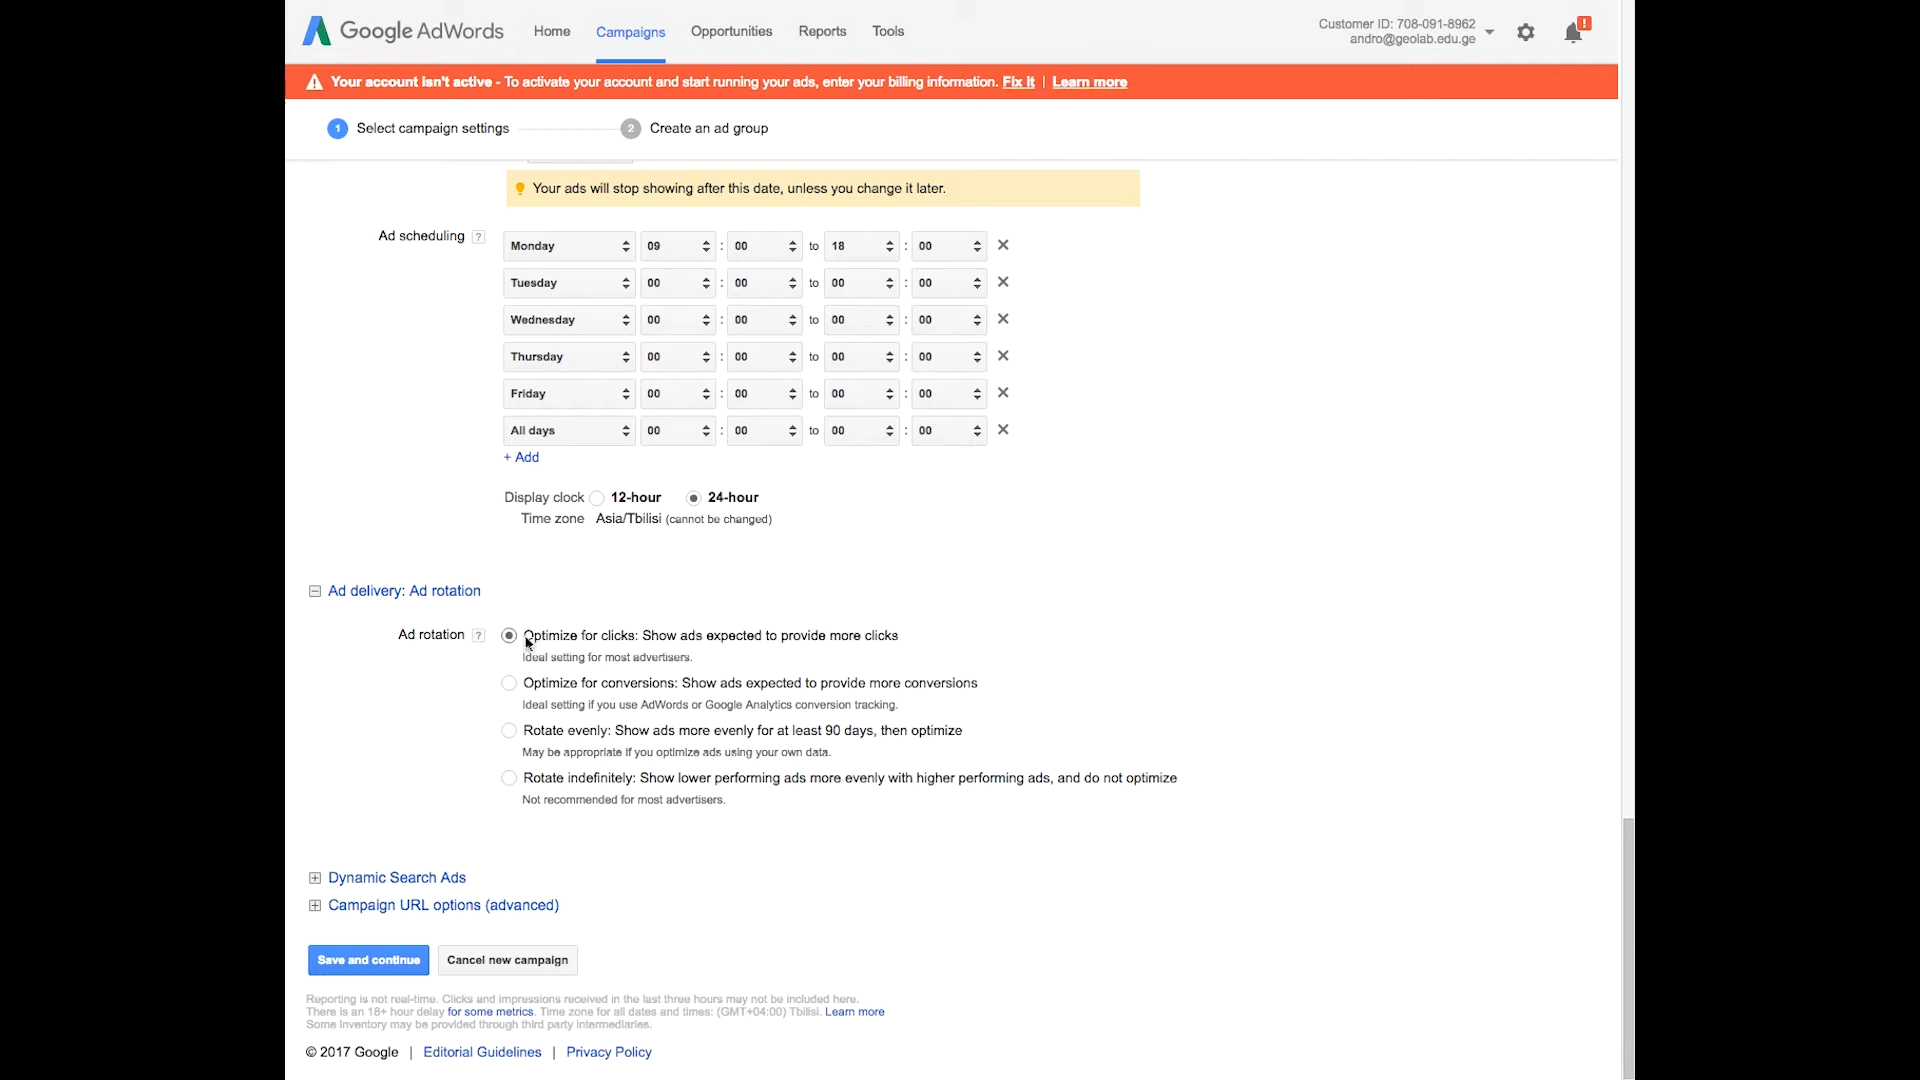 Google AdWords Home Campaigns Opportunities Reports Tools
Customer ID: 708-091-8962
andro@geolab.edu.ge
!
Your account isn't active - To activate your account and start running your ads, enter your billing information. Fix it | Learn more
1 Select campaign settings 2 Create an ad group
Your ads will stop showing after this date, unless you change it later.
Ad scheduling ?
Monday 09 : 00 to 18 : 00
Tuesday 00 : 00 to 00 : 00
Wednesday 00 : 00 to 00 : 00
Thursday 00 : 00 to 00 : 00
Friday 00 : 00 to 00 : 00
All days 00 : 00 to 00 : 00
+ Add
Display clock 12-hour 24-hour
Time zone Asia/Tbilisi (cannot be changed)
Ad delivery: Ad rotation
Ad rotation ? Optimize for clicks: Show ads expected to provide more clicks
Ideal setting for most advertisers.
Optimize for conversions: Show ads expected to provide more conversions
Ideal setting if you use AdWords or Google Analytics conversion tracking.
Rotate evenly: Show ads more evenly for at least 90 days, then optimize
May be appropriate if you optimize ads using your own data.
Rotate indefinitely: Show lower performing ads more evenly with higher performing ads, and do not optimize
Not recommended for most advertisers.
Dynamic Search Ads
Campaign URL options (advanced)
Save and continue Cancel new campaign
Reporting is not real-time. Clicks and impressions received in the last three hours may not be included here.
There is an 18+ hour delay for some metrics. Time zone for all dates and times: (GMT+04:00) Tbilisi. Learn more
Some inventory may be provided through third party intermediaries.
© 2017 Google | Editorial Guidelines | Privacy Policy